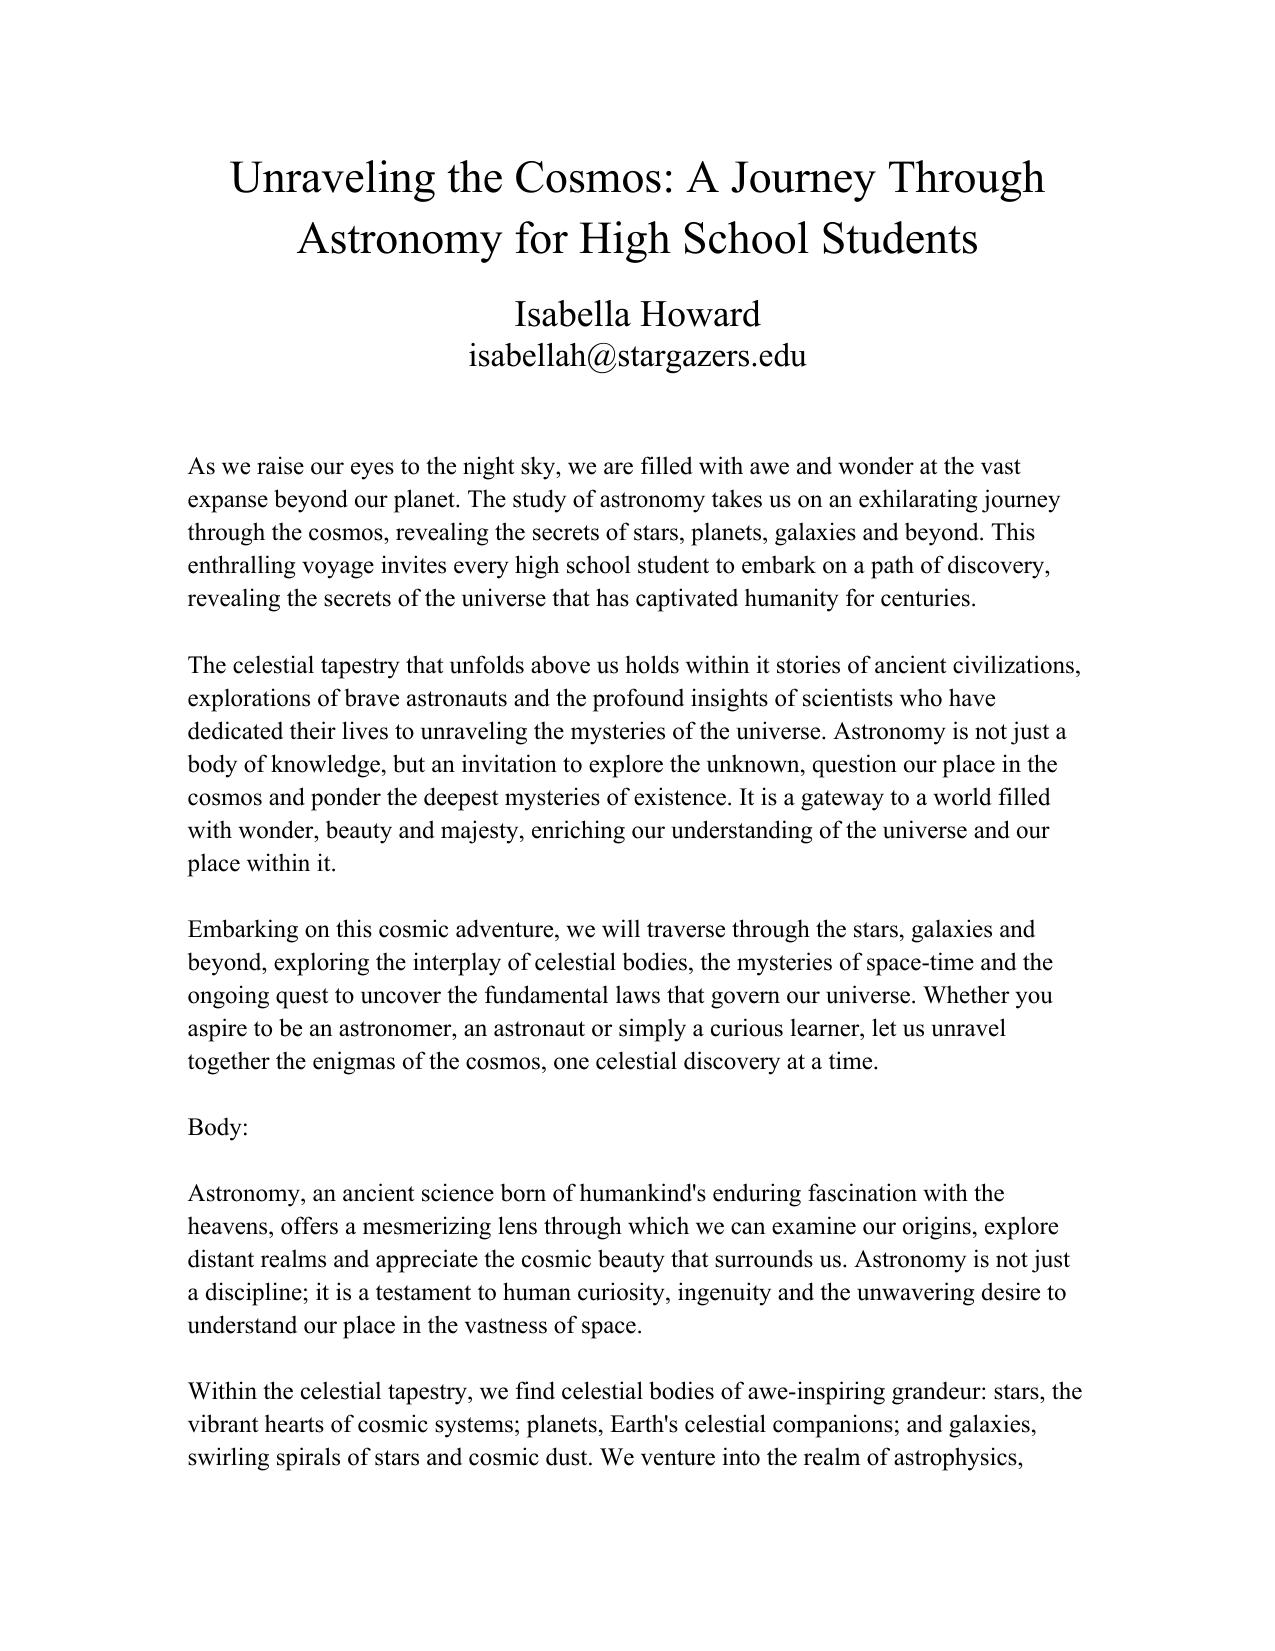 Unraveling the Cosmos: A Journey Through
Astronomy for High School Students
Isabella Howard
isabellah@stargazers.edu
As we raise our eyes to the night sky, we are filled with awe and wonder at the vast
expanse beyond our planet. The study of astronomy takes us on an exhilarating journey
through the cosmos, revealing the secrets of stars, planets, galaxies and beyond. This
enthralling voyage invites every high school student to embark on a path of discovery,
revealing the secrets of the universe that has captivated humanity for centuries.
The celestial tapestry that unfolds above us holds within it stories of ancient civilizations,
explorations of brave astronauts and the profound insights of scientists who have
dedicated their lives to unraveling the mysteries of the universe. Astronomy is not just a
body of knowledge, but an invitation to explore the unknown, question our place in the
cosmos and ponder the deepest mysteries of existence. It is a gateway to a world filled
with wonder, beauty and majesty, enriching our understanding of the universe and our
place within it.
Embarking on this cosmic adventure, we will traverse through the stars, galaxies and
beyond, exploring the interplay of celestial bodies, the mysteries of space-time and the
ongoing quest to uncover the fundamental laws that govern our universe. Whether you
aspire to be an astronomer, an astronaut or simply a curious learner, let us unravel
together the enigmas of the cosmos, one celestial discovery at a time.
Body:
Astronomy, an ancient science born of humankind's enduring fascination with the
heavens, offers a mesmerizing lens through which we can examine our origins, explore
distant realms and appreciate the cosmic beauty that surrounds us. Astronomy is not just
a discipline; it is a testament to human curiosity, ingenuity and the unwavering desire to
understand our place in the vastness of space.
Within the celestial tapestry, we find celestial bodies of awe-inspiring grandeur: stars, the
vibrant hearts of cosmic systems; planets, Earth's celestial companions; and galaxies,
swirling spirals of stars and cosmic dust. We venture into the realm of astrophysics,